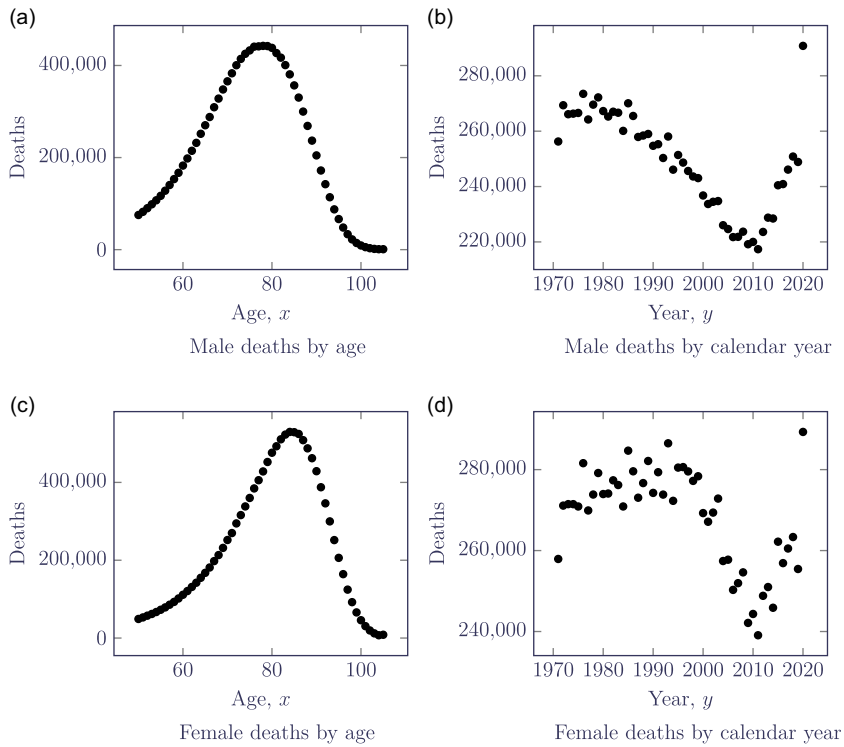 (a)
400,000
200,000
0
Deaths
60 80 100
Age, x
Male deaths by age
(b)
280,000
260,000
240,000
220,000
Deaths
1970 1980 1990 2000 2010 2020
Year, y
Male deaths by calendar year
(c)
400,000
200,000
0
Deaths
60 80 100
Age, x
Female deaths by age
(d)
280,000
260,000
240,000
Deaths
1970 1980 1990 2000 2010 2020
Year, y
Female deaths by calendar year